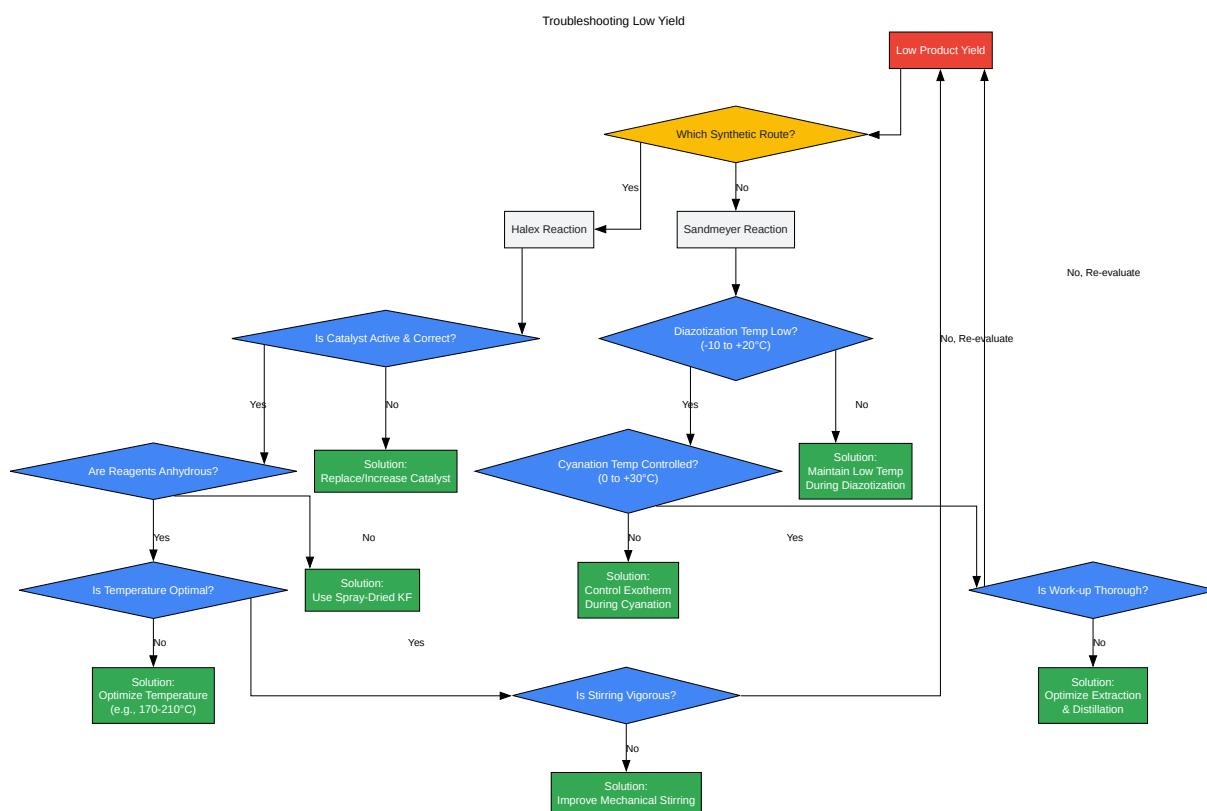 Troubleshooting Low Yield
Low Product Yield
Which Synthetic Route?
Yes
No
Halex Reaction
Sandmeyer Reaction
No, Re-evaluate
Is Catalyst Active & Correct?
Diazotization Temp Low?
(-10 to +20°C)
No, Re-evaluate
Yes
No
Yes
No
Are Reagents Anhydrous?
Solution:
Replace/Increase Catalyst
Cyanation Temp Controlled?
(0 to +30°C)
Solution:
Maintain Low Temp
During Diazotization
Yes
No
No
Yes
Is Temperature Optimal?
Solution:
Use Spray-Dried KF
Solution:
Control Exotherm
During Cyanation
Is Work-up Thorough?
No
Yes
No
Solution:
Optimize Temperature
(e.g., 170-210°C)
Is Stirring Vigorous?
Solution:
Optimize Extraction
& Distillation
No
Solution:
Improve Mechanical Stirring